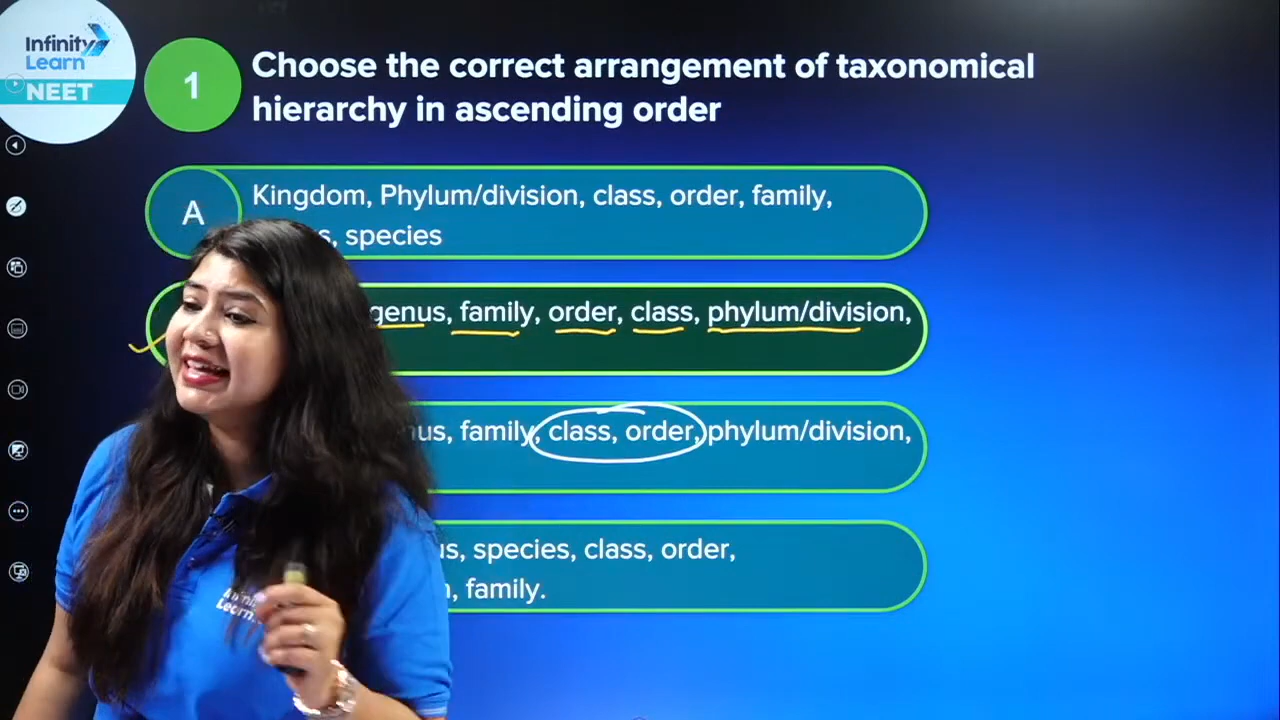 Infinity
Learn
NEET
1
Choose the correct arrangement of taxonomical
hierarchy in ascending order
A
Kingdom, Phylum/division, class, order, family,
species
genus, family, order, class, phylum/division,
family, class, order, phylum/division,
species, class, order,
family.
Learn